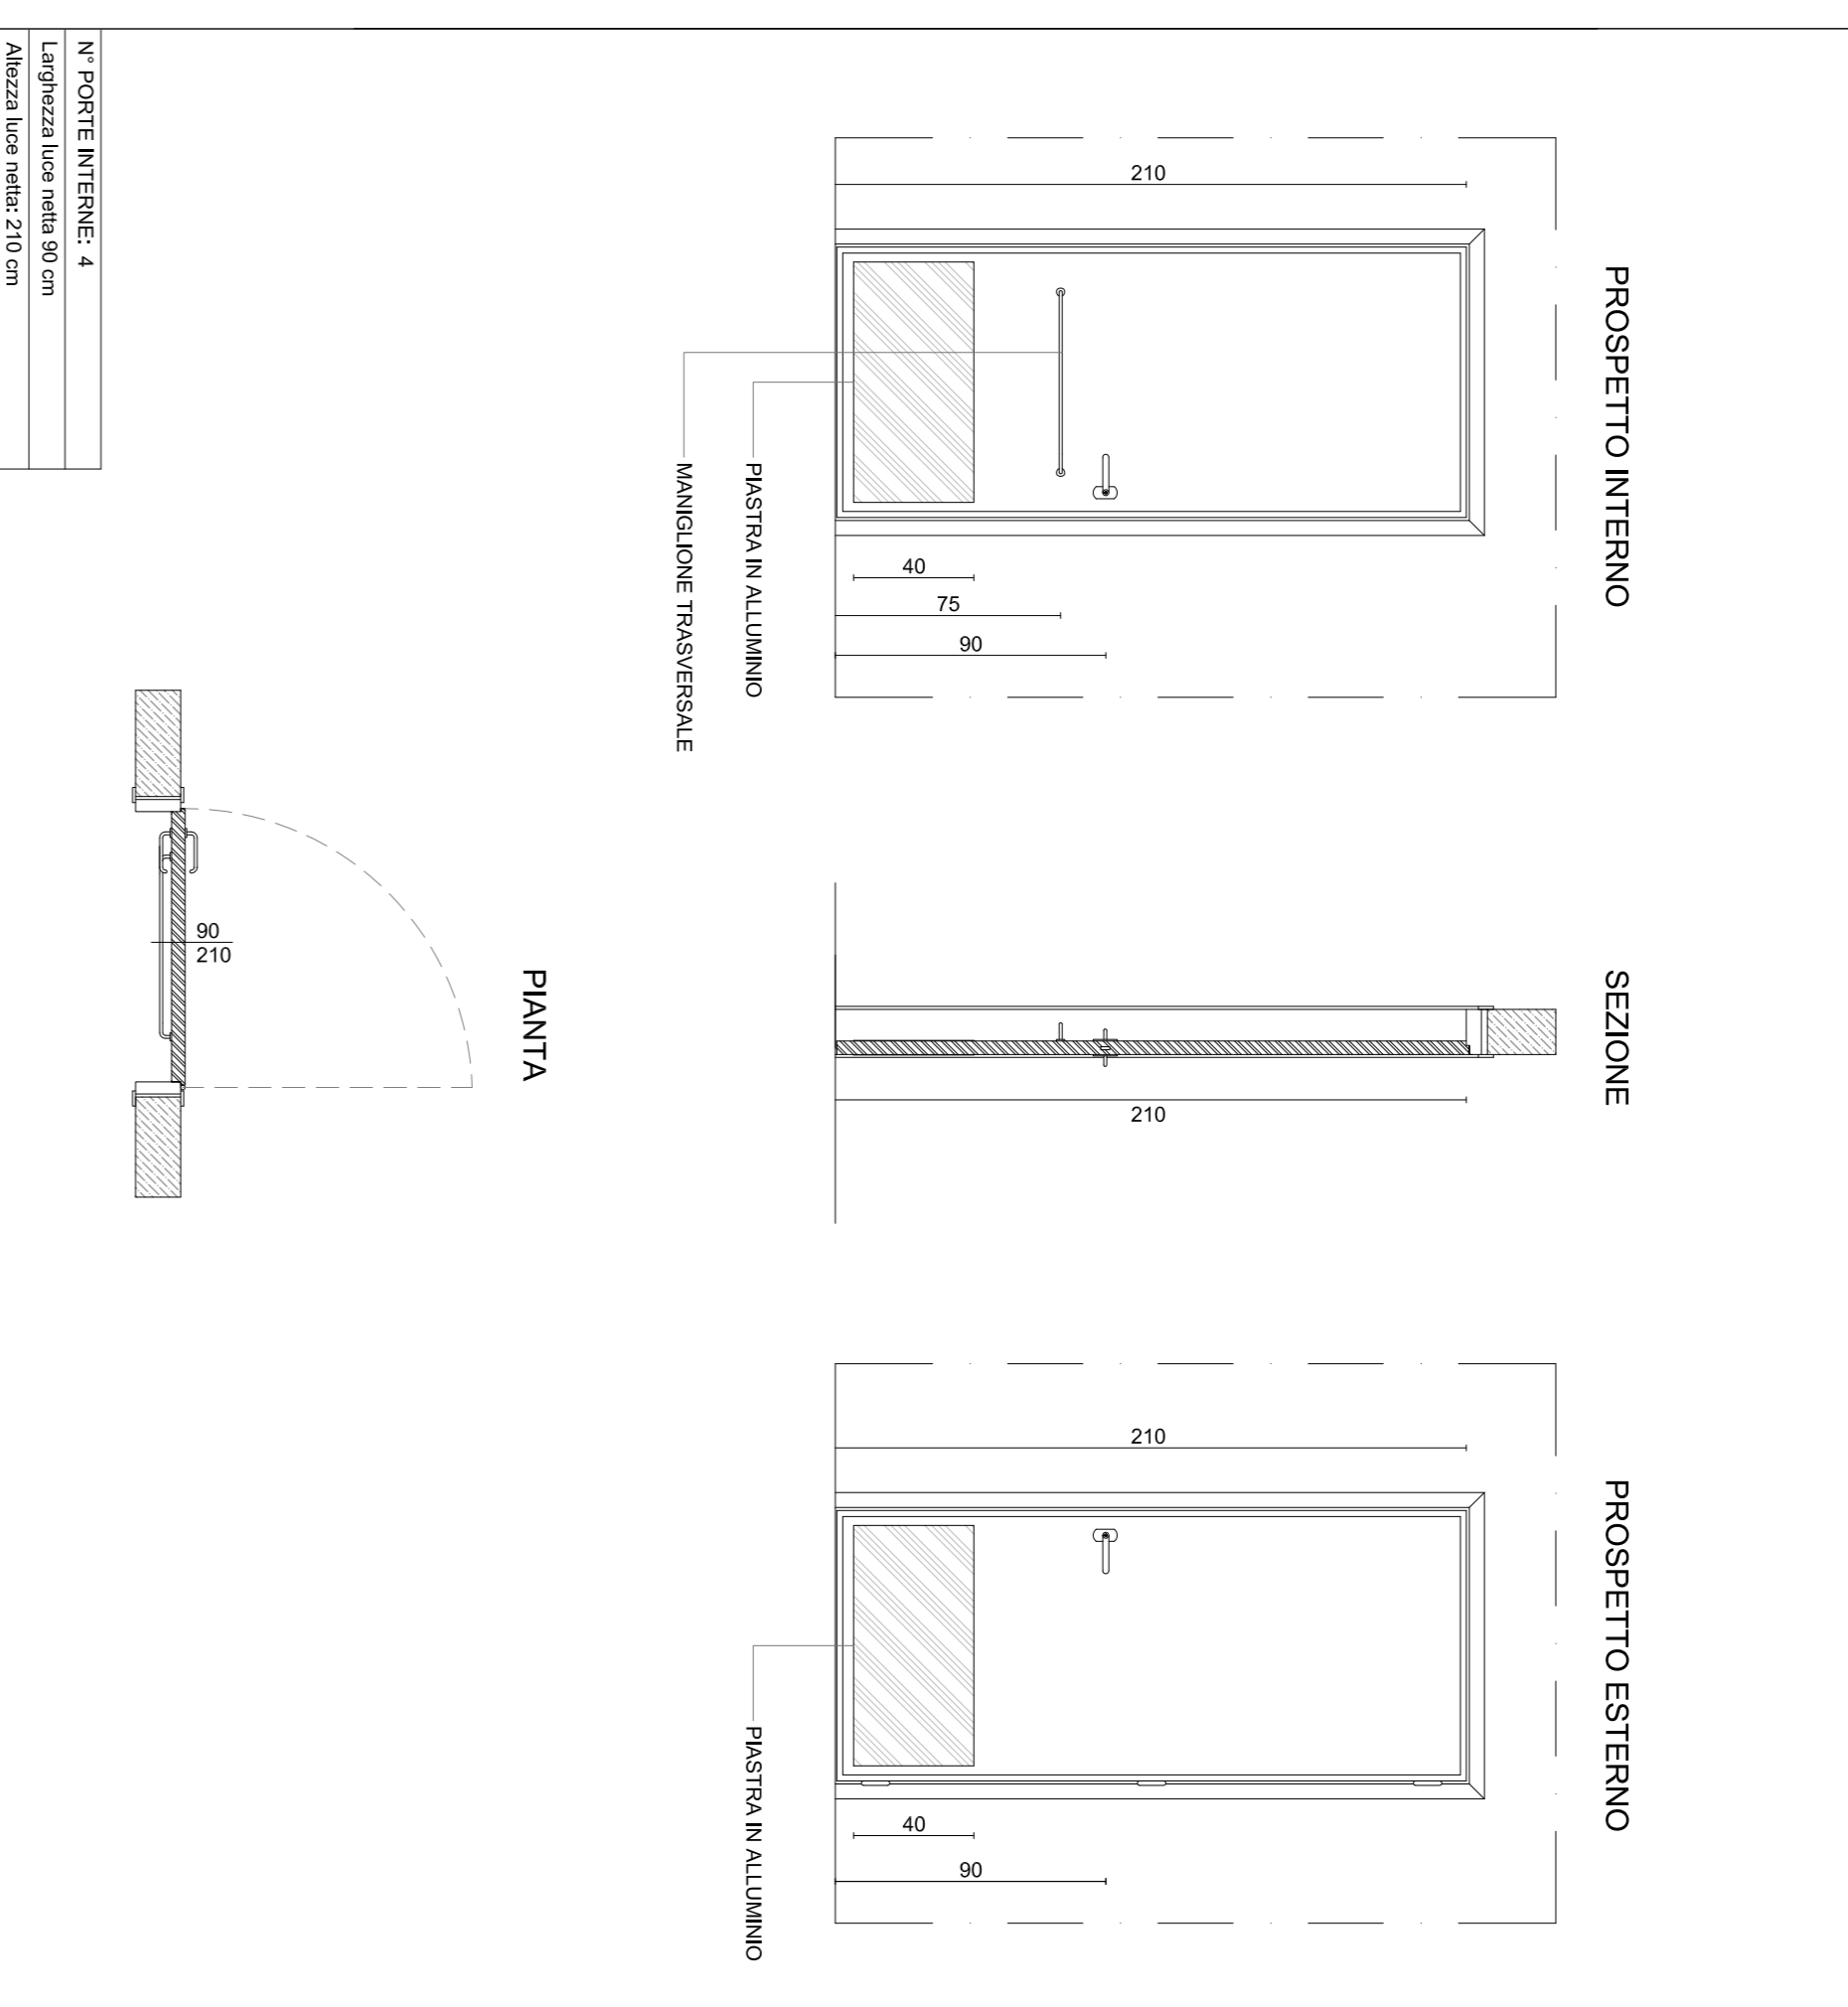 PROSPETTO INTERNO
210
40
75
90
PIASTRA IN ALLUMINIO
MANIGLIONE TRASVERSALE
SEZIONE
210
PROSPETTO ESTERNO
210
40
90
PIASTRA IN ALLUMINIO
PIANTA
90
210
N° PORTE INTERNE: 4
Larghezza luce netta 90 cm
Altezza luce netta: 210 cm